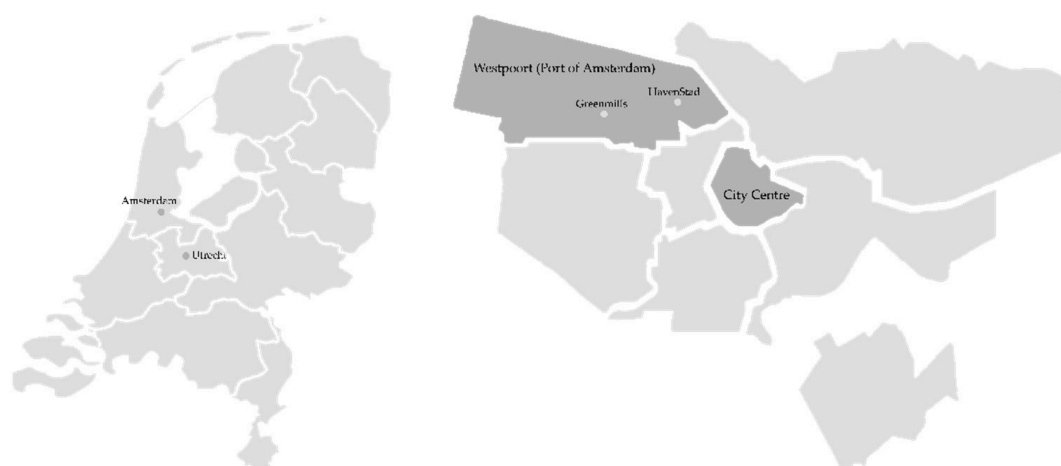 Amsterdam
Utrecht
Westpoort (Port of Amsterdam)
HavenStad
Greenmills
City Centre